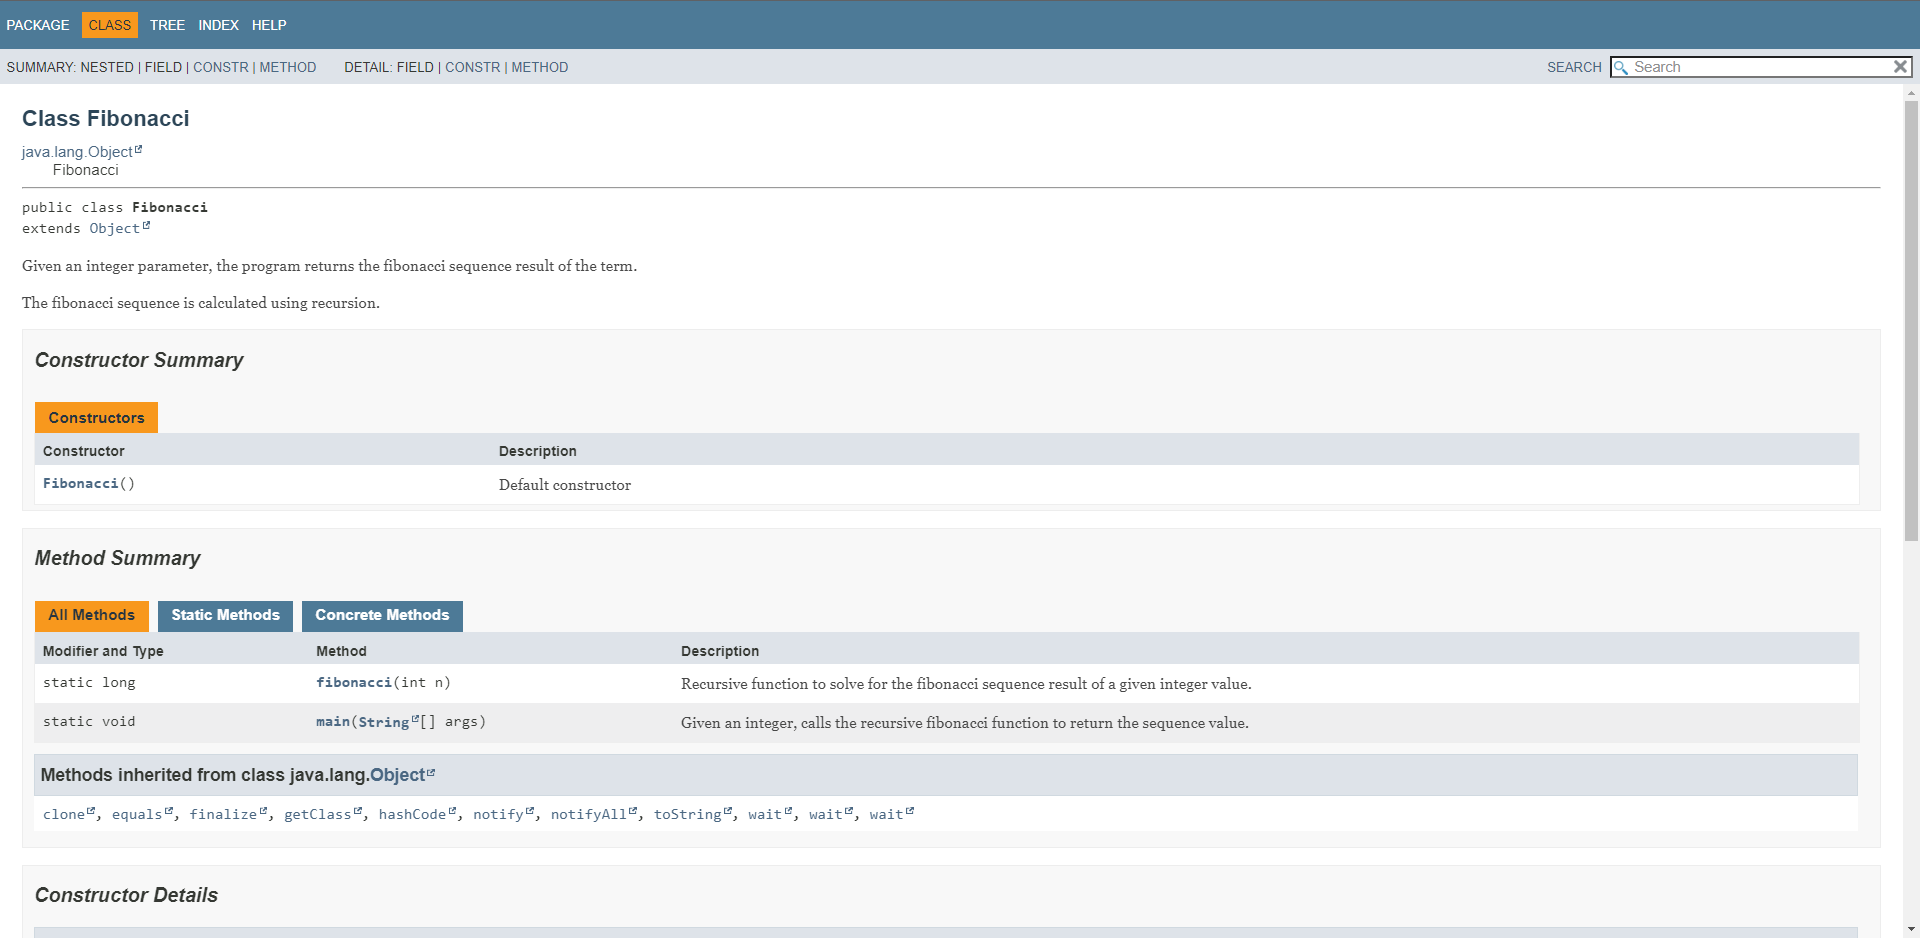 PACKAGE CLASS TREE INDEX HELP
SUMMARY: NESTED | FIELD | CONSTR | METHOD DETAIL: FIELD | CONSTR | METHOD SEARCH Search
Class Fibonacci
java.lang.Object
Fibonacci
public class Fibonacci
extends Object
Given an integer parameter, the program returns the fibonacci sequence result of the term.
The fibonacci sequence is calculated using recursion.
Constructor Summary
Constructors
Constructor Description
Fibonacci() Default constructor
Method Summary
All Methods Static Methods Concrete Methods
Modifier and Type Method Description
static long fibonacci(int n) Recursive function to solve for the fibonacci sequence result of a given integer value.
static void main(String[] args) Given an integer, calls the recursive fibonacci function to return the sequence value.
Methods inherited from class java.lang.Object
clone, equals, finalize, getClass, hashCode, notify, notifyAll, toString, wait, wait, wait
Constructor Details